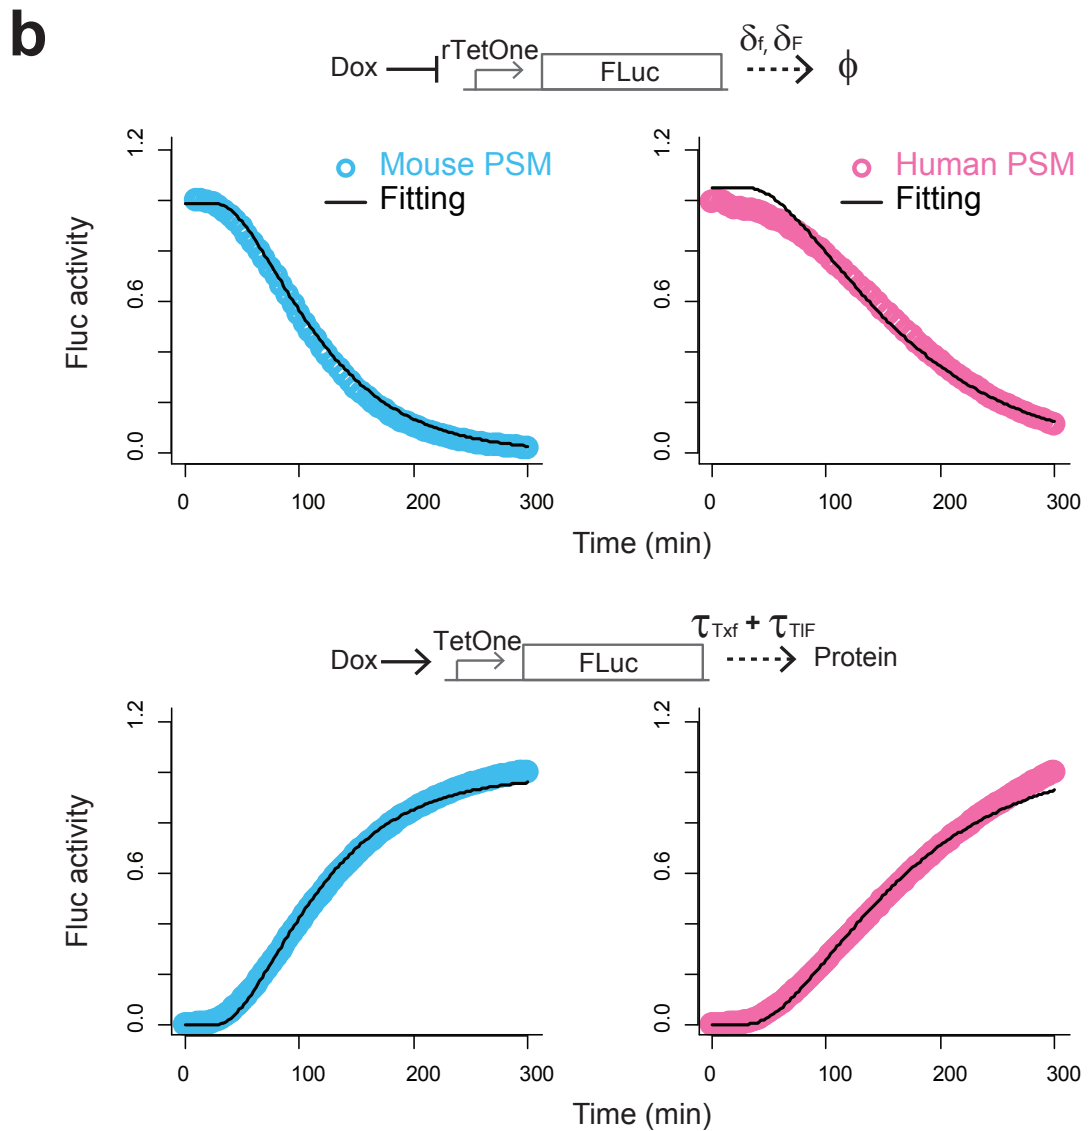 b
Dox rTetOne FLuc δf, δF ϕ
Mouse PSM
Fitting
Human PSM
Fitting
Fluc activity
1.2
0.6
0.0
0 100 200 300
1.2
0.6
0.0
0 100 200 300
Time (min)
Dox TetOne FLuc τTxf + τTlF Protein
Fluc activity
1.2
0.6
0.0
0 100 200 300
1.2
0.6
0.0
0 100 200 300
Time (min)